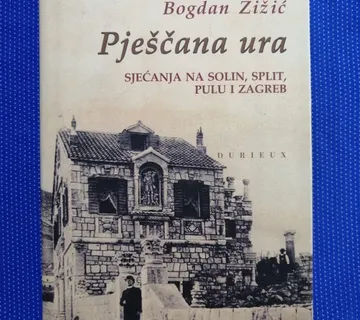 Bogdan Žižić
Pješčana ura
SJEĆANJA NA SOLIN, SPLIT,
PULU I ZAGREB
DURIEUX